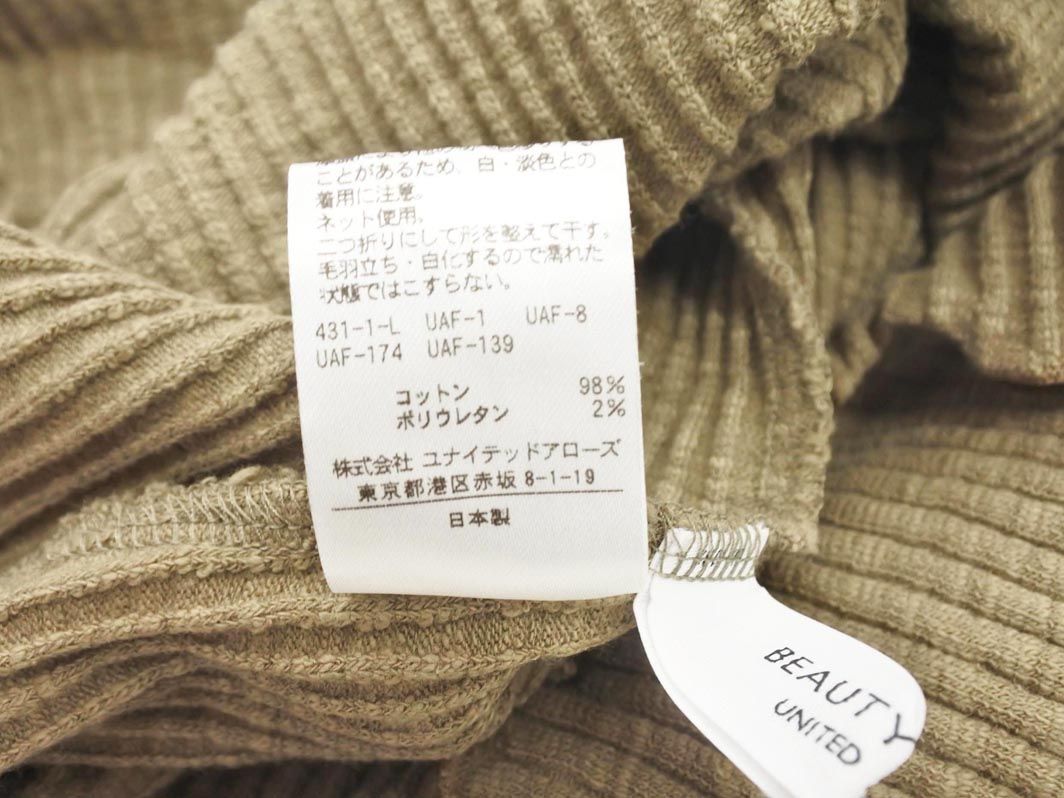 ことがあるため、白・淡色との
着用に注意。
ネット使用。
二つ折りにして形を整えて干す。
毛羽立ち・白化するので濡れた
状態ではこすらない。
431-1-L UAF-1 UAF-8
UAF-174 UAF-139
コットン 98%
ポリウレタン 2%
株式会社 ユナイテッドアローズ
東京都港区赤坂 8-1-19
日本製
BEAUTY
UNITED